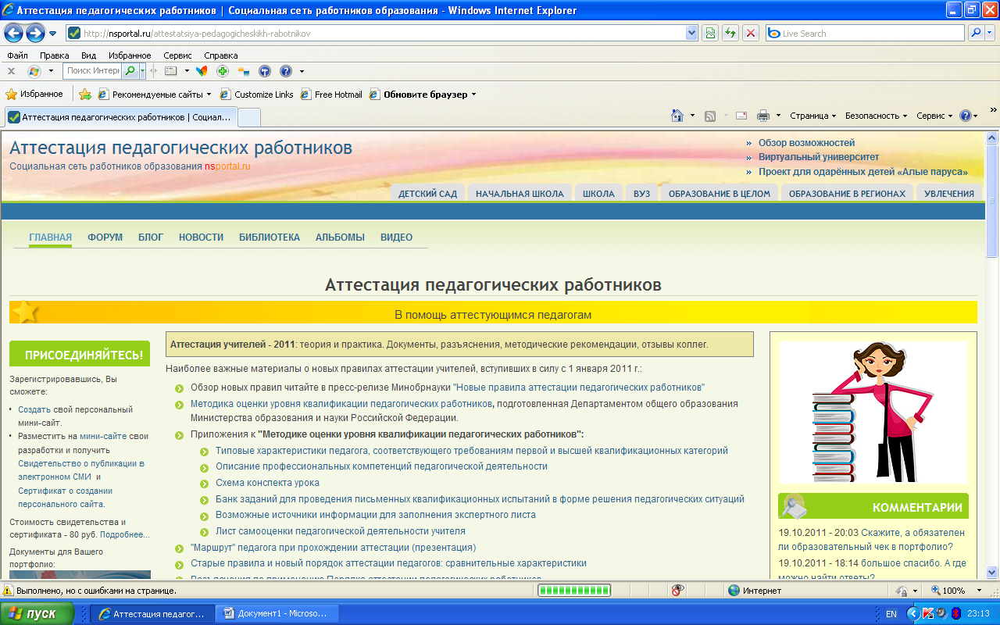 Аттестация педагогических работников | Социальная сеть работников образования - Windows Internet Explorer
http://nsportal.ru/attestatsiya-pedagogicheskikh-rabotnikov
Live Search
Файл Правка Вид Избранное Сервис Справка
Поиск Интерн
Избранное Рекомендуемые сайты Customize Links Free Hotmail Обновите браузер
Аттестация педагогических работников | Социал...
Страница Безопасность Сервис
Аттестация педагогических работников
Социальная сеть работников образования nsportal.ru
» Обзор возможностей
» Виртуальный университет
» Проект для одарённых детей «Алые паруса»
ДЕТСКИЙ САД НАЧАЛЬНАЯ ШКОЛА ШКОЛА ВУЗ ОБРАЗОВАНИЕ В ЦЕЛОМ ОБРАЗОВАНИЕ В РЕГИОНАХ УВЛЕЧЕНИЯ
ГЛАВНАЯ ФОРУМ БЛОГ НОВОСТИ БИБЛИОТЕКА АЛЬБОМЫ ВИДЕО
Аттестация педагогических работников
В помощь аттестующимся педагогам
ПРИСОЕДИНЯЙТЕСЬ!
Зарегистрировавшись, Вы
сможете:
• Создать свой персональный
мини-сайт.
• Разместить на мини-сайте свои
разработки и получить
Свидетельство о публикации в
электронном СМИ и
Сертификат о создании
персонального сайта.
Стоимость свидетельства и
сертификата - 80 руб. Подробнее...
Документы для Вашего
портфолио:
Аттестация учителей - 2011: теория и практика. Документы, разъяснения, методические рекомендации, отзывы коллег.
Наиболее важные материалы о новых правилах аттестации учителей, вступивших в силу с 1 января 2011 г.:
Обзор новых правил читайте в пресс-релизе Минобрнауки "Новые правила аттестации педагогических работников"
Методика оценки уровня квалификации педагогических работников, подготовленная Департаментом общего образования
Министерства образования и науки Российской Федерации.
Приложения к "Методике оценки уровня квалификации педагогических работников":
Типовые характеристики педагога, соответствующего требованиям первой и высшей квалификационных категорий
Описание профессиональных компетенций педагогической деятельности
Схема конспекта урока
Банк заданий для проведения письменных квалификационных испытаний в форме решения педагогических ситуаций
Возможные источники информации для заполнения экспертного листа
Лист самооценки педагогической деятельности учителя
"Маршрут" педагога при прохождении аттестации (презентация)
Старые правила и новый порядок аттестации педагогов: сравнительные характеристики
Разъяснения по применению Порядка аттестации педагогических работников
КОММЕНТАРИИ
19.10.2011 - 20:03 Скажите, а обязателен
ли образовательный чек в портфолио?
19.10.2011 - 18:14 большое спасибо. А где
можно найти ответы?
Выполнено, но с ошибками на странице. Интернет 100%
пуск Аттестация педагог... Документ1 - Microso... EN 23:13